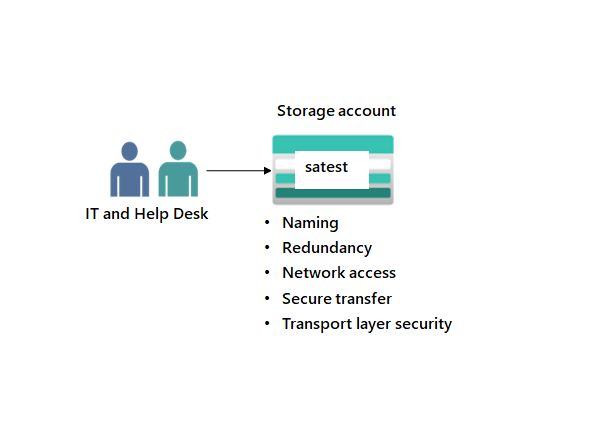 Storage account
satest
IT and Help Desk
• Naming
• Redundancy
• Network access
• Secure transfer
• Transport layer security